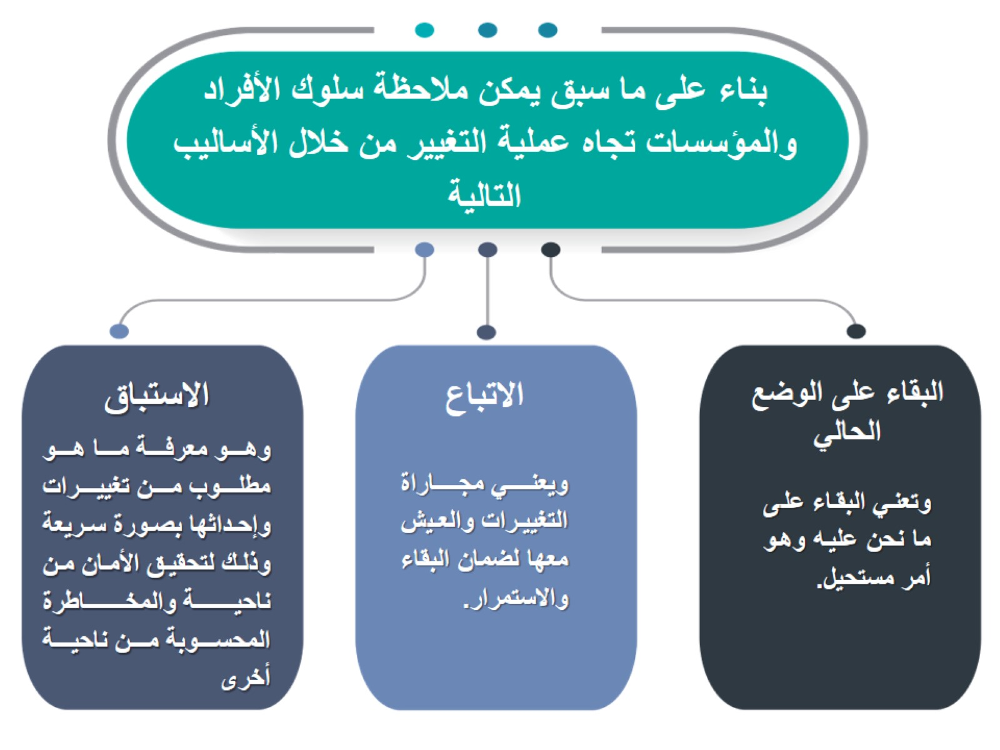 بناء على ما سبق يمكن ملاحظة سلوك الأفراد
والمؤسسات تجاه عملية التغيير من خلال الأساليب
التالية
البقاء على الوضع
الحالي
وتعني البقاء على
ما نحن عليه وهو
أمر مستحيل.
الاتباع
ويعني مجاراة
التغييرات والعيش
معها لضمان البقاء
والاستمرار.
الاستباق
وهو معرفة ما هو
مطلوب من تغييرات
وإحداثها بصورة سريعة
وذلك لتحقيق الأمان من
ناحية والمخاطرة
المحسوبة من ناحية
أخرى